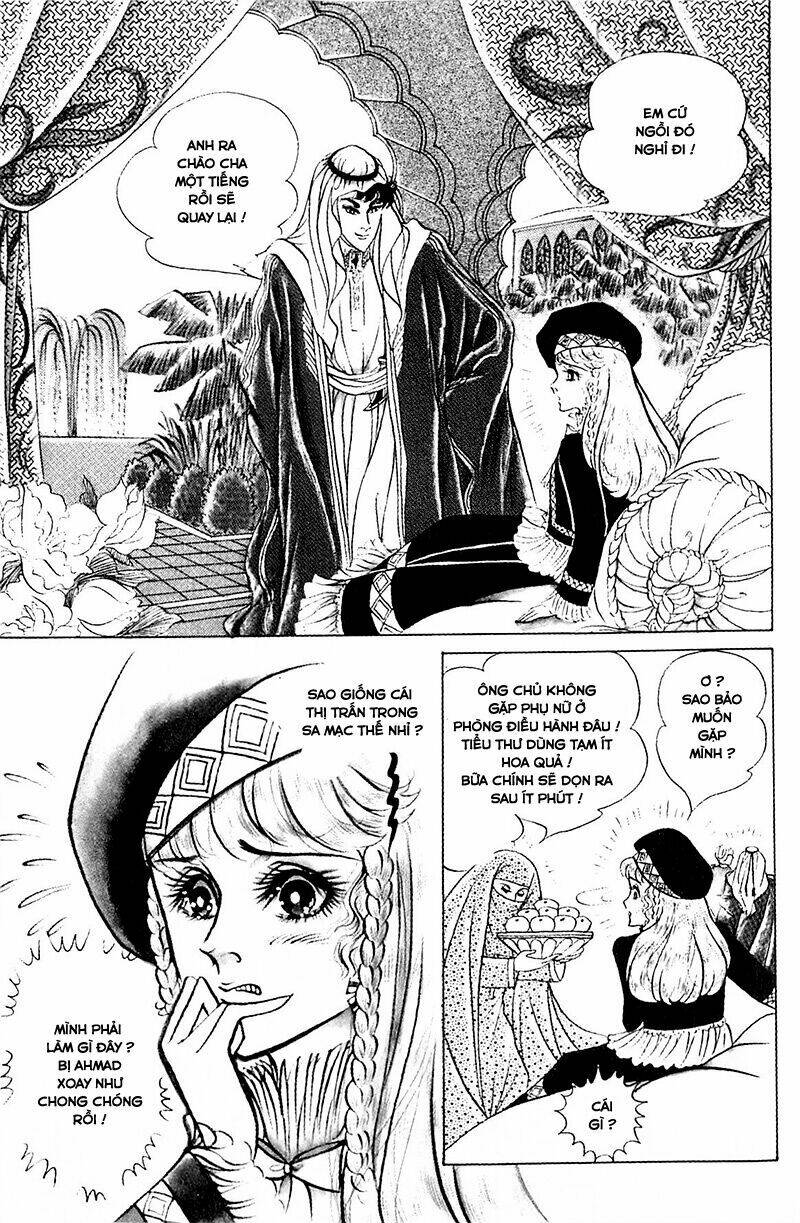 EM CỨ
NGỒI ĐÓ
NGHỈ ĐI !
ANH RA
CHÀO CHA
MỘT TIẾNG
RỒI SẼ
QUAY LẠI !
Ơ ?
SAO BẢO
MUỐN
GẶP
MÌNH ?
ÔNG CHỦ KHÔNG
GẶP PHỤ NỮ Ở
PHÒNG ĐIỀU HÀNH ĐÂU !
TIỂU THƯ DÙNG TẠM ÍT
HOA QUẢ !
BỮA CHÍNH SẼ DỌN RA
SAU ÍT PHÚT !
CÁI
GÌ ?
SAO GIỐNG CÁI
THỊ TRẤN TRONG
SA MẠC THẾ NHỈ ?
MÌNH PHẢI
LÀM GÌ ĐÂY ?
BỊ AHMAD
XOAY NHƯ
CHONG CHÓNG
RỒI !